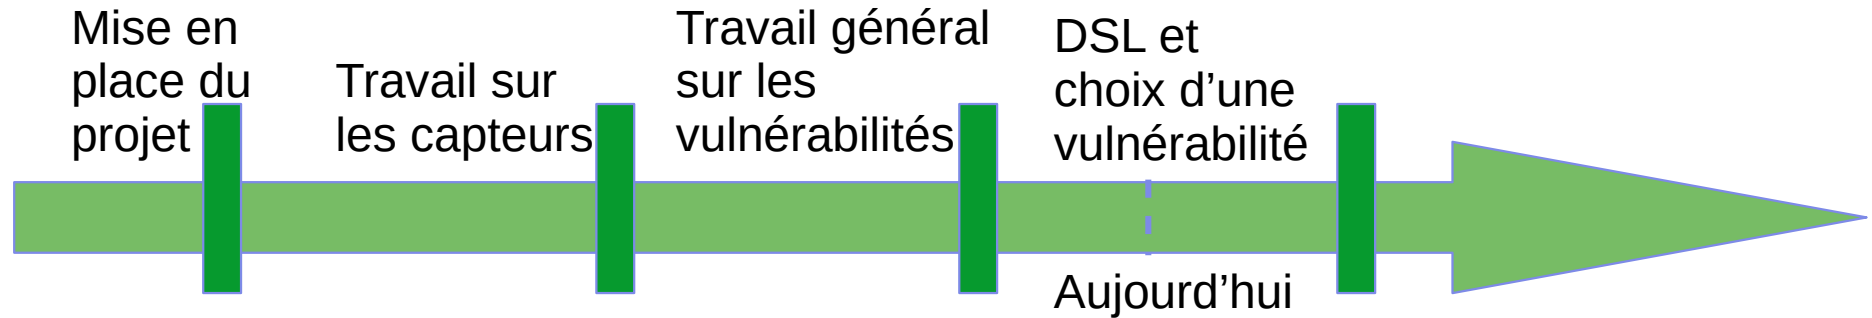 Mise en
place du
projet
Travail sur
les capteurs
Travail général
sur les
vulnérabilités
DSL et
choix d’une
vulnérabilité
Aujourd’hui